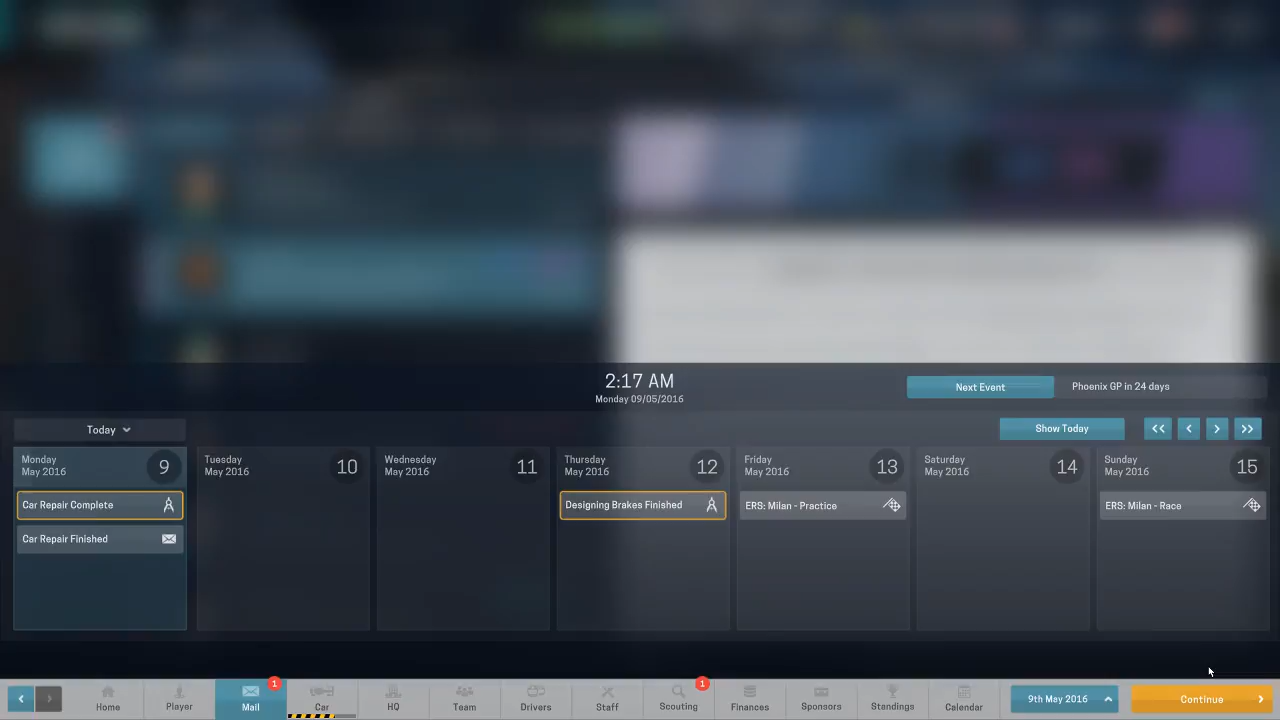 2:17 AM
Monday 09/05/2016
Next Event
Phoenix GP in 24 days
Today
Show Today
Monday
May 2016
9
Car Repair Complete
Car Repair Finished
Tuesday
May 2016
10
Wednesday
May 2016
11
Thursday
May 2016
12
Designing Brakes Finished
Friday
May 2016
13
ERS: Milan - Practice
Saturday
May 2016
14
Sunday
May 2016
15
ERS: Milan - Race
Home
Player
Mail
1
Car
HQ
Team
Drivers
Staff
Scouting
1
Finances
Sponsors
Standings
Calendar
9th May 2016
Continue